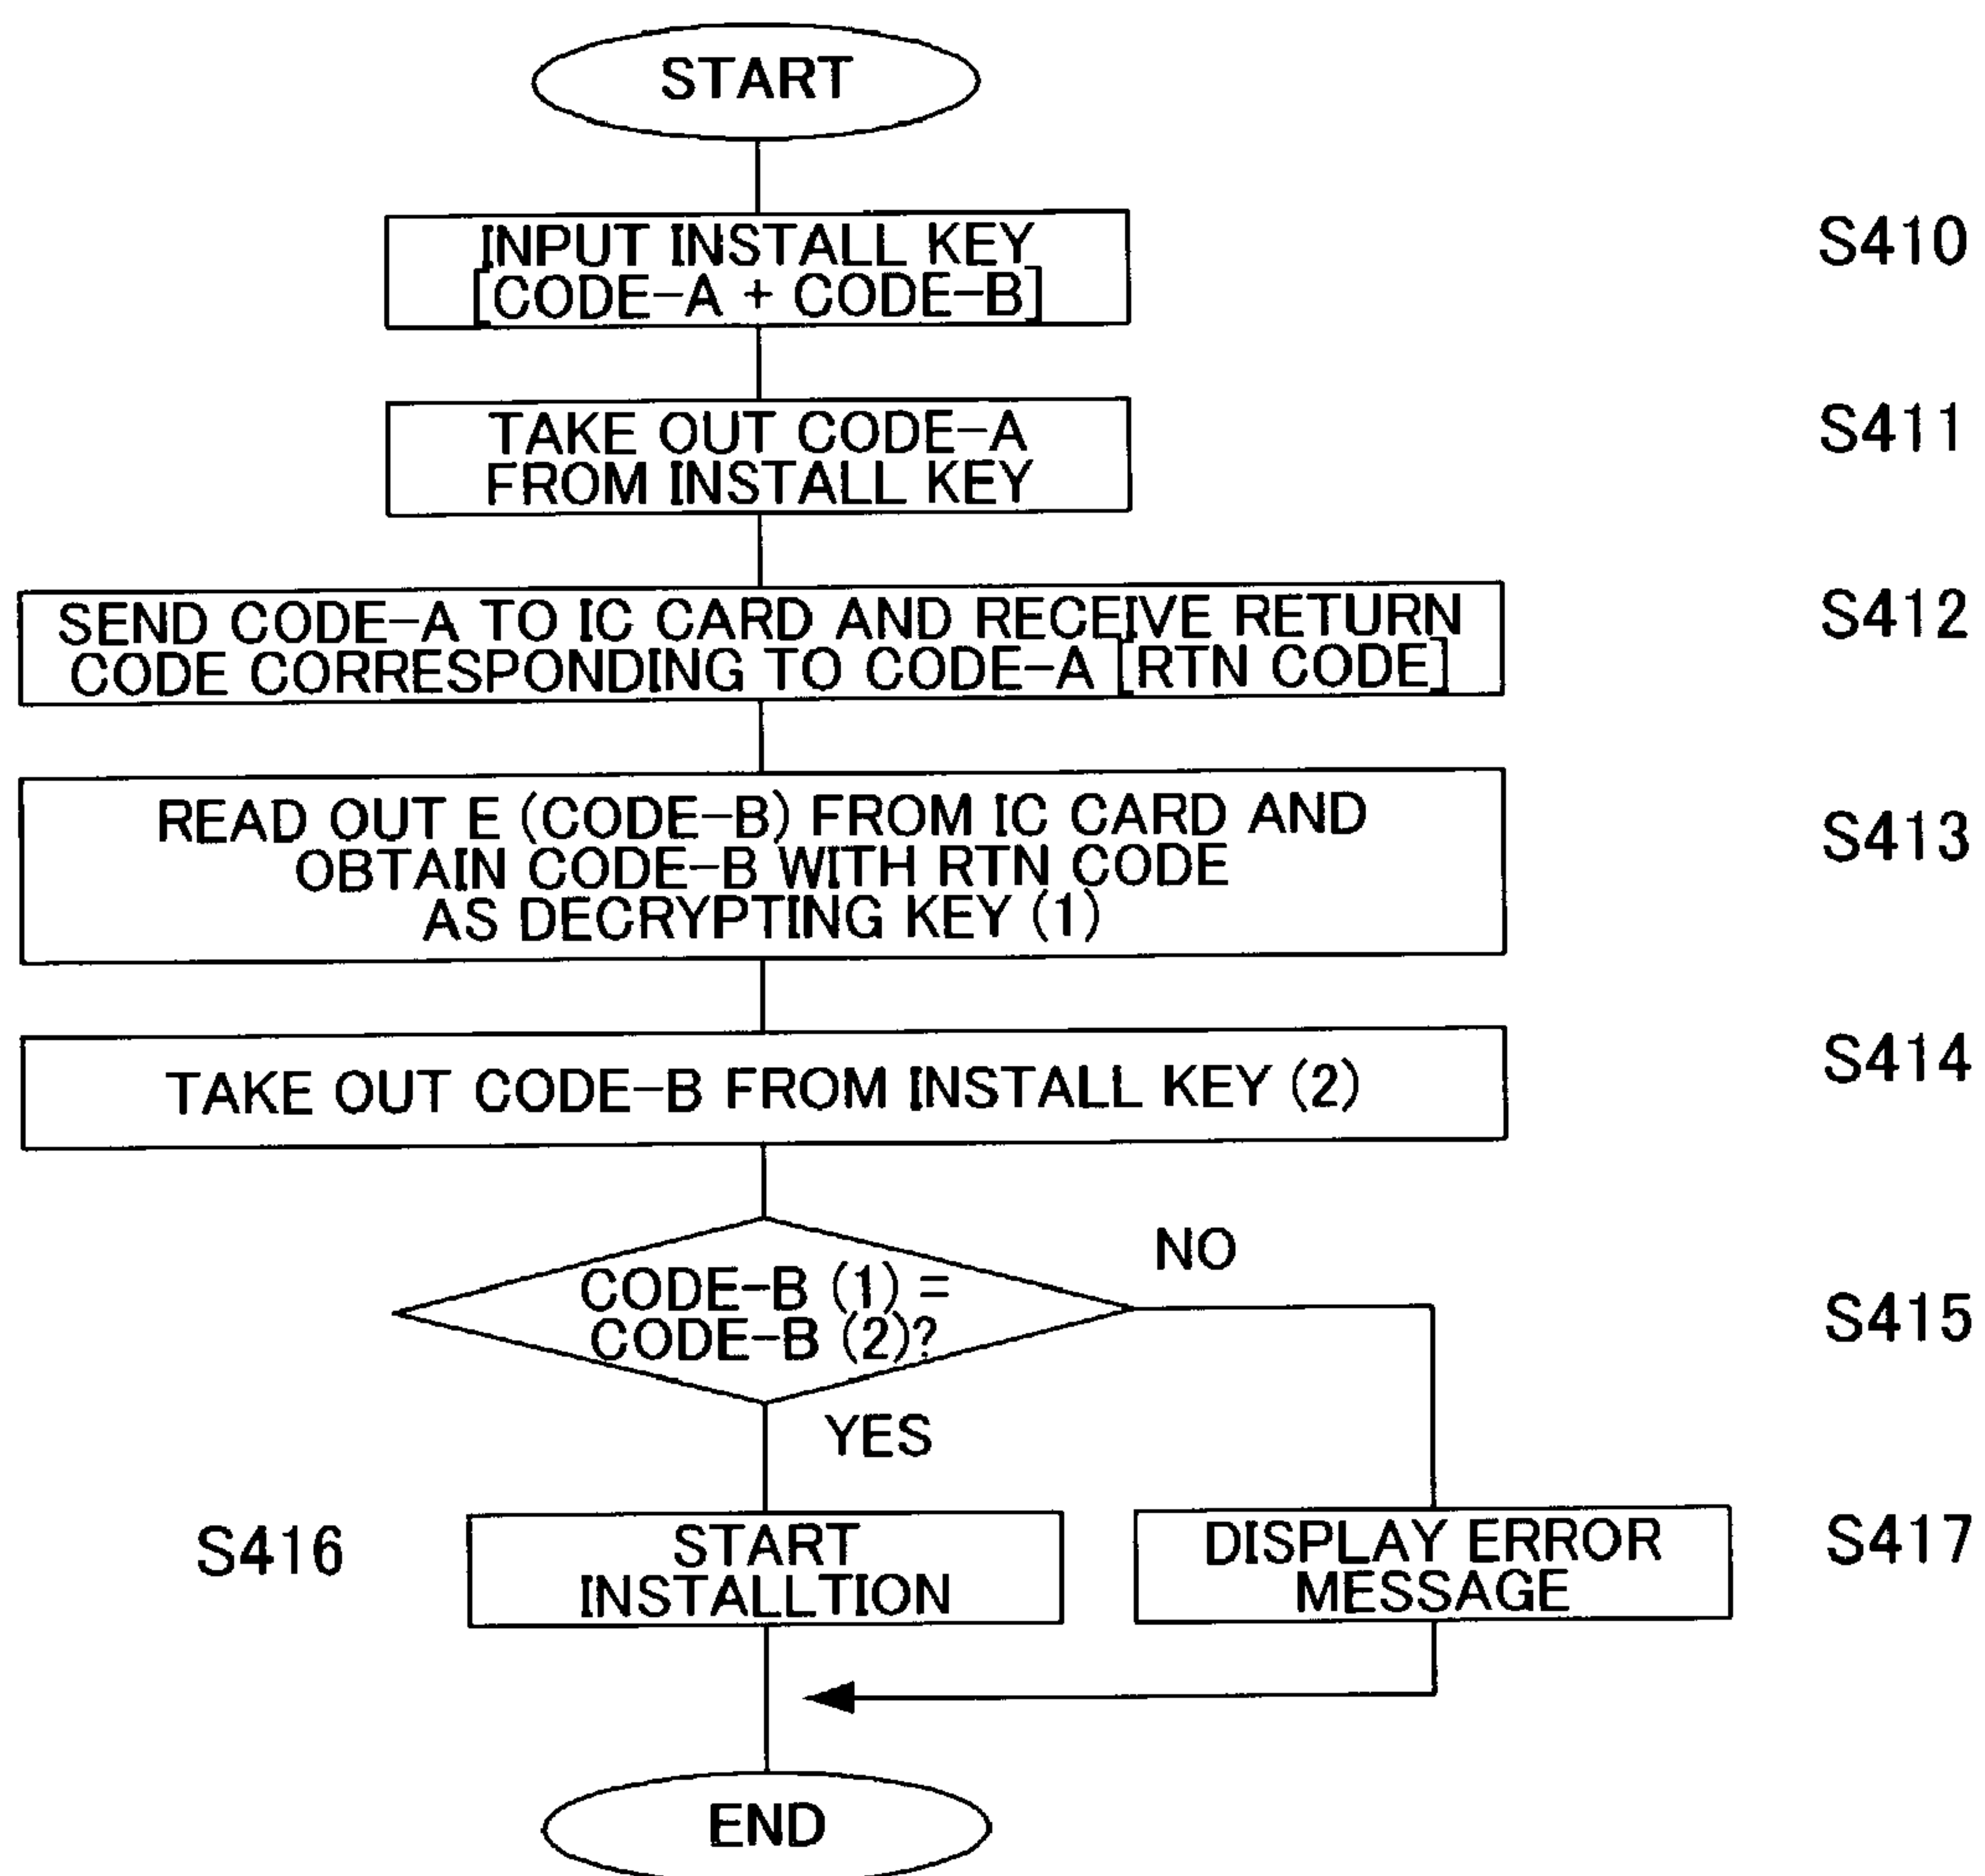 START
INPUT INSTALL KEY
[CODE-A + CODE-B]
S410
TAKE OUT CODE-A
FROM INSTALL KEY
S411
SEND CODE-A TO IC CARD AND RECEIVE RETURN
CODE CORRESPONDING TO CODE-A [RTN CODE]
S412
READ OUT E (CODE-B) FROM IC CARD AND
OBTAIN CODE-B WITH RTN CODE
AS DECRYPTING KEY (1)
S413
TAKE OUT CODE-B FROM INSTALL KEY (2)
S414
CODE-B (1) =
CODE-B (2)?
NO
S415
YES
S416
START
INSTALLTION
DISPLAY ERROR
MESSAGE
S417
END